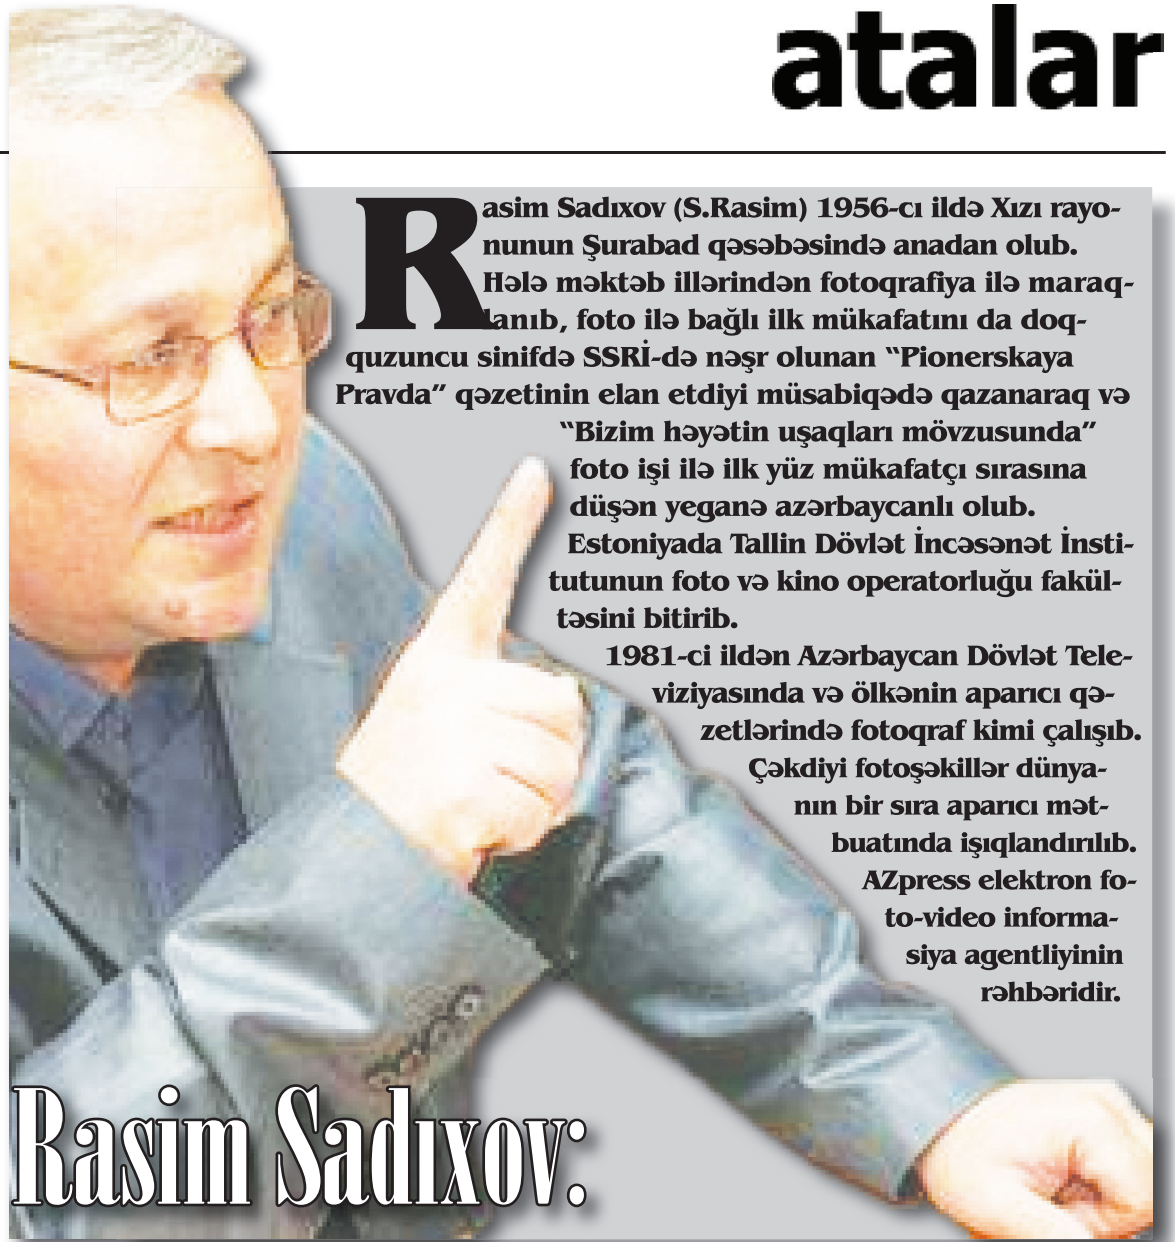 atalar
Rasim Sadıxov (S.Rasim) 1956-cı ildə Xızı rayo-
nunun Şurabad qəsəbəsində anadan olub.
Hələ məktəb illərindən fotoqrafiya ilə maraq-
lanıb, foto ilə bağlı ilk mükafatını da doq-
quzuncu sinifdə SSRİ-də nəşr olunan “Pionerskaya
Pravda” qəzetinin elan etdiyi müsabiqədə qazanaraq və
“Bizim həyətin uşaqları mövzusunda”
foto işi ilə ilk yüz mükafatçı sırasına
düşən yeganə azərbaycanlı olub.
Estoniyada Tallin Dövlət İncəsənət İnsti-
tutunun foto və kino operatorluğu fakül-
təsini bitirib.
1981-ci ildən Azərbaycan Dövlət Tele-
viziyasında və ölkənin aparıcı qə-
zetlərində fotoqraf kimi çalışıb.
Çəkdiyi fotoşəkillər dünya-
nın bir sıra aparıcı mət-
buatında işıqlandırılıb.
AZpress elektron fo-
to-video informa-
siya agentliyinin
rəhbəridir.
Rasim Sadıxov: